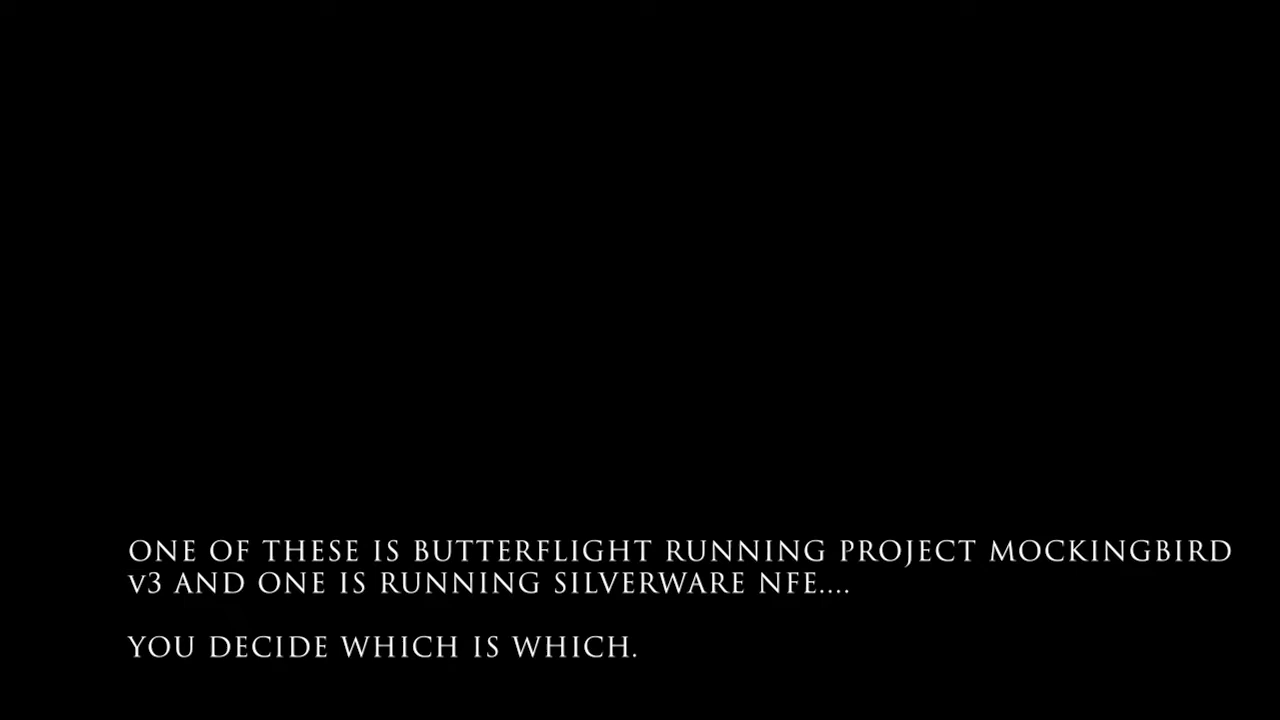 ONE OF THESE IS BUTTERFLIGHT RUNNING PROJECT MOCKINGBIRD
v3 AND ONE IS RUNNING SILVERWARE NFE....
YOU DECIDE WHICH IS WHICH.